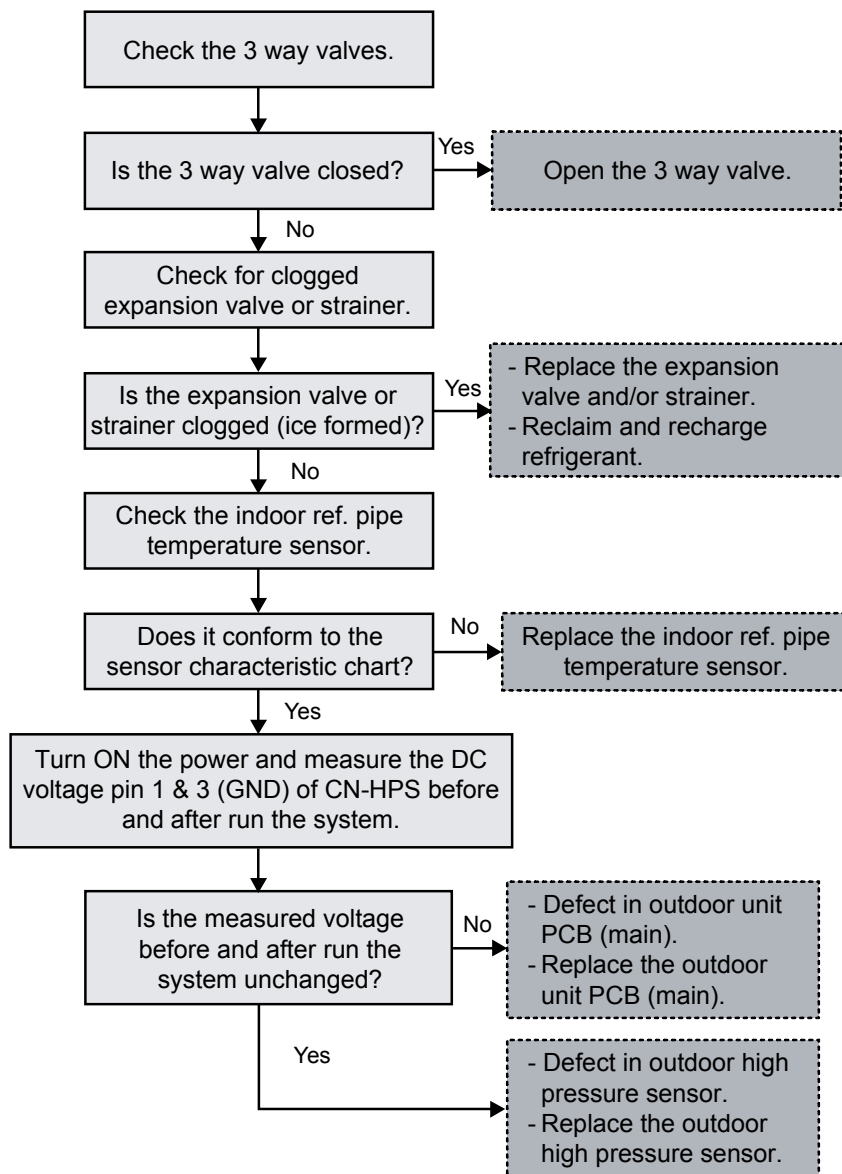 Check the 3 way valves.
Is the 3 way valve closed?
Yes
Open the 3 way valve.
No
Check for clogged
expansion valve or strainer.
Is the expansion valve or
strainer clogged (ice formed)?
Yes
- Replace the expansion
valve and/or strainer.
- Reclaim and recharge
refrigerant.
No
Check the indoor ref. pipe
temperature sensor.
Does it conform to the
sensor characteristic chart?
No
Replace the indoor ref. pipe
temperature sensor.
Yes
Turn ON the power and measure the DC
voltage pin 1 & 3 (GND) of CN-HPS before
and after run the system.
Is the measured voltage
before and after run the
system unchanged?
No
- Defect in outdoor unit
PCB (main).
- Replace the outdoor
unit PCB (main).
Yes
- Defect in outdoor high
pressure sensor.
- Replace the outdoor
high pressure sensor.